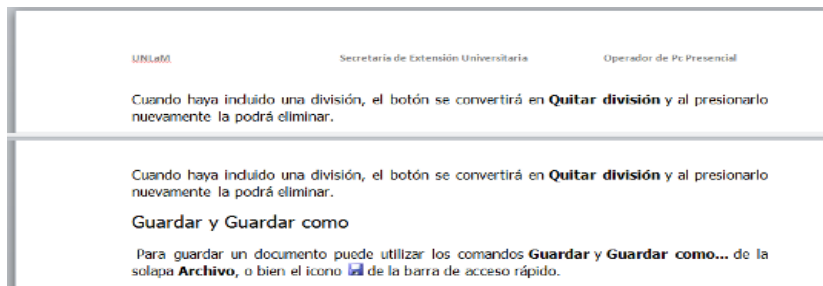 UNLaM Secretaría de Extensión Universitaria Operador de Pc Presencial
Cuando haya incluido una división, el botón se convertirá en Quitar división y al presionarlo
nuevamente la podrá eliminar.
Cuando haya incluido una división, el botón se convertirá en Quitar división y al presionarlo
nuevamente la podrá eliminar.
Guardar y Guardar como
Para guardar un documento puede utilizar los comandos Guardar y Guardar como... de la
solapa Archivo, o bien el icono de la barra de acceso rápido.